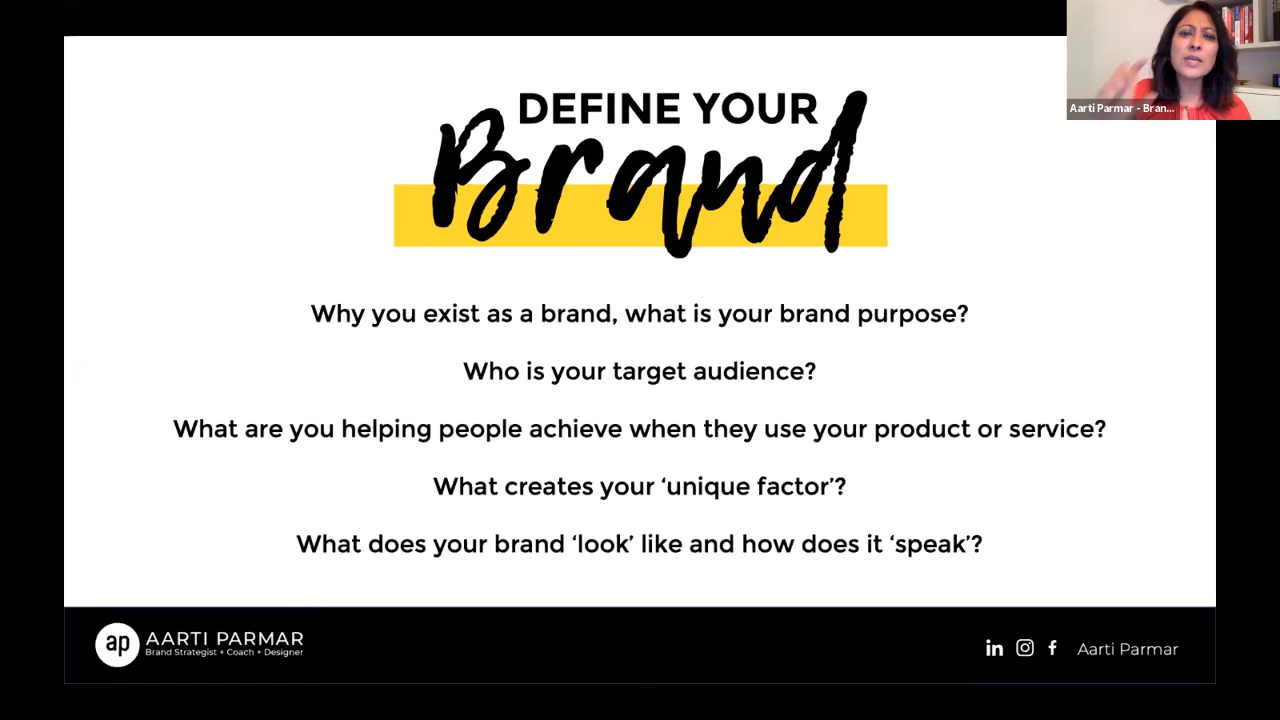 DEFINE YOUR
Brand
Aarti Parmar - Bran...
Why you exist as a brand, what is your brand purpose?
Who is your target audience?
What are you helping people achieve when they use your product or service?
What creates your ‘unique factor’?
What does your brand ‘look’ like and how does it ‘speak’?
ap
AARTI PARMAR
Brand Strategist + Coach + Designer
in
f
Aarti Parmar